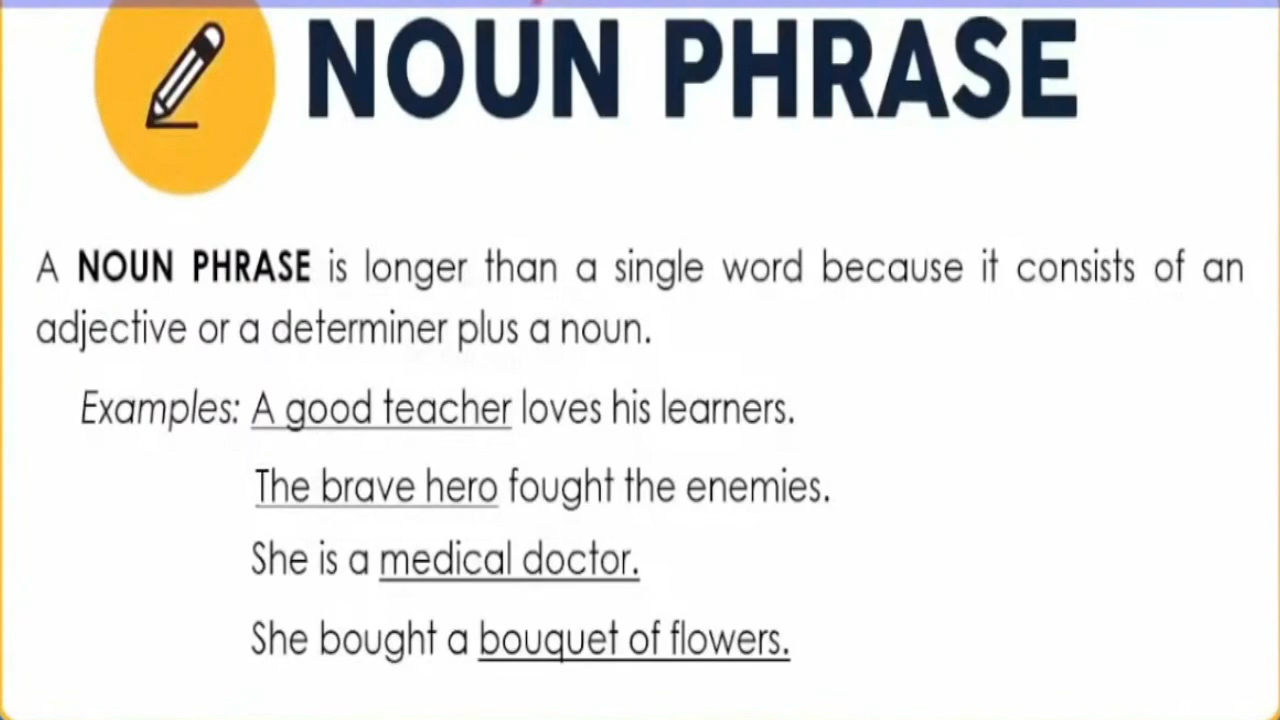 NOUN PHRASE
A NOUN PHRASE is longer than a single word because it consists of an
adjective or a determiner plus a noun.
Examples: A good teacher loves his learners.
The brave hero fought the enemies.
She is a medical doctor.
She bought a bouquet of flowers.